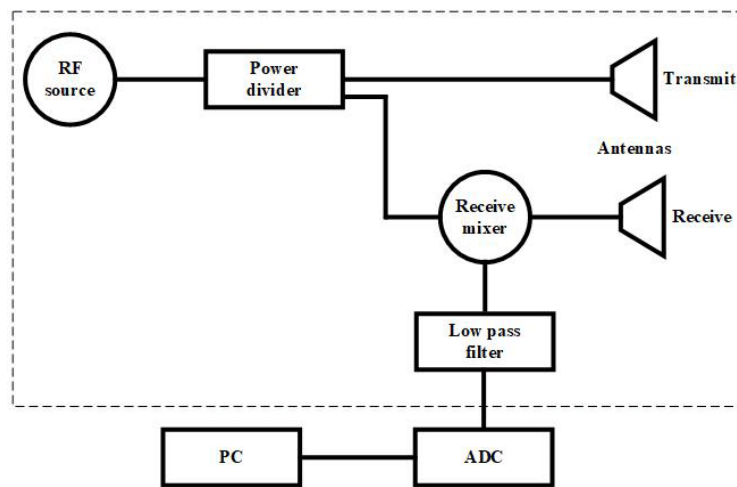 RF
source
Power
divider
Transmit
Antennas
Receive
mixer
Receive
Low pass
filter
PC
ADC